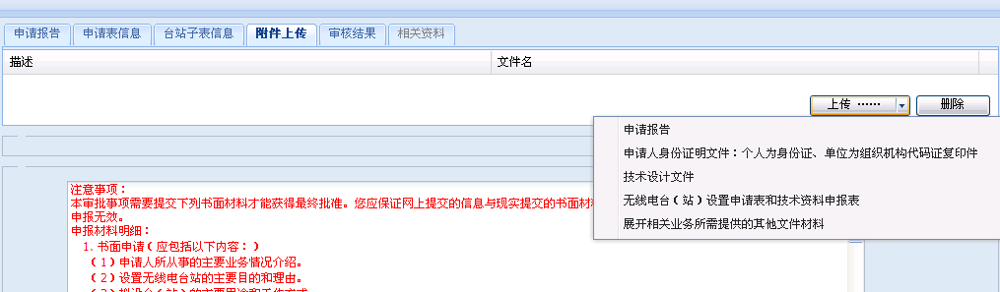 申请报告 申请表信息 台站子表信息 附件上传 审核结果 相关资料
描述 文件名
上传 …… 删除
申请报告
申请人身份证明文件：个人为身份证、单位为组织机构代码证复印件
技术设计文件
无线电台（站）设置申请表和技术资料申报表
展开相关业务所需提供的其他文件材料
注意事项：
本审批事项需要提交下列书面材料才能获得最终批准。您应保证网上提交的信息与现实提交的书面材
申报无效。
申报材料明细：
1.书面申请（应包括以下内容：）
（1）申请人所从事的主要业务情况介绍。
（2）设置无线电台站的主要目的和理由。